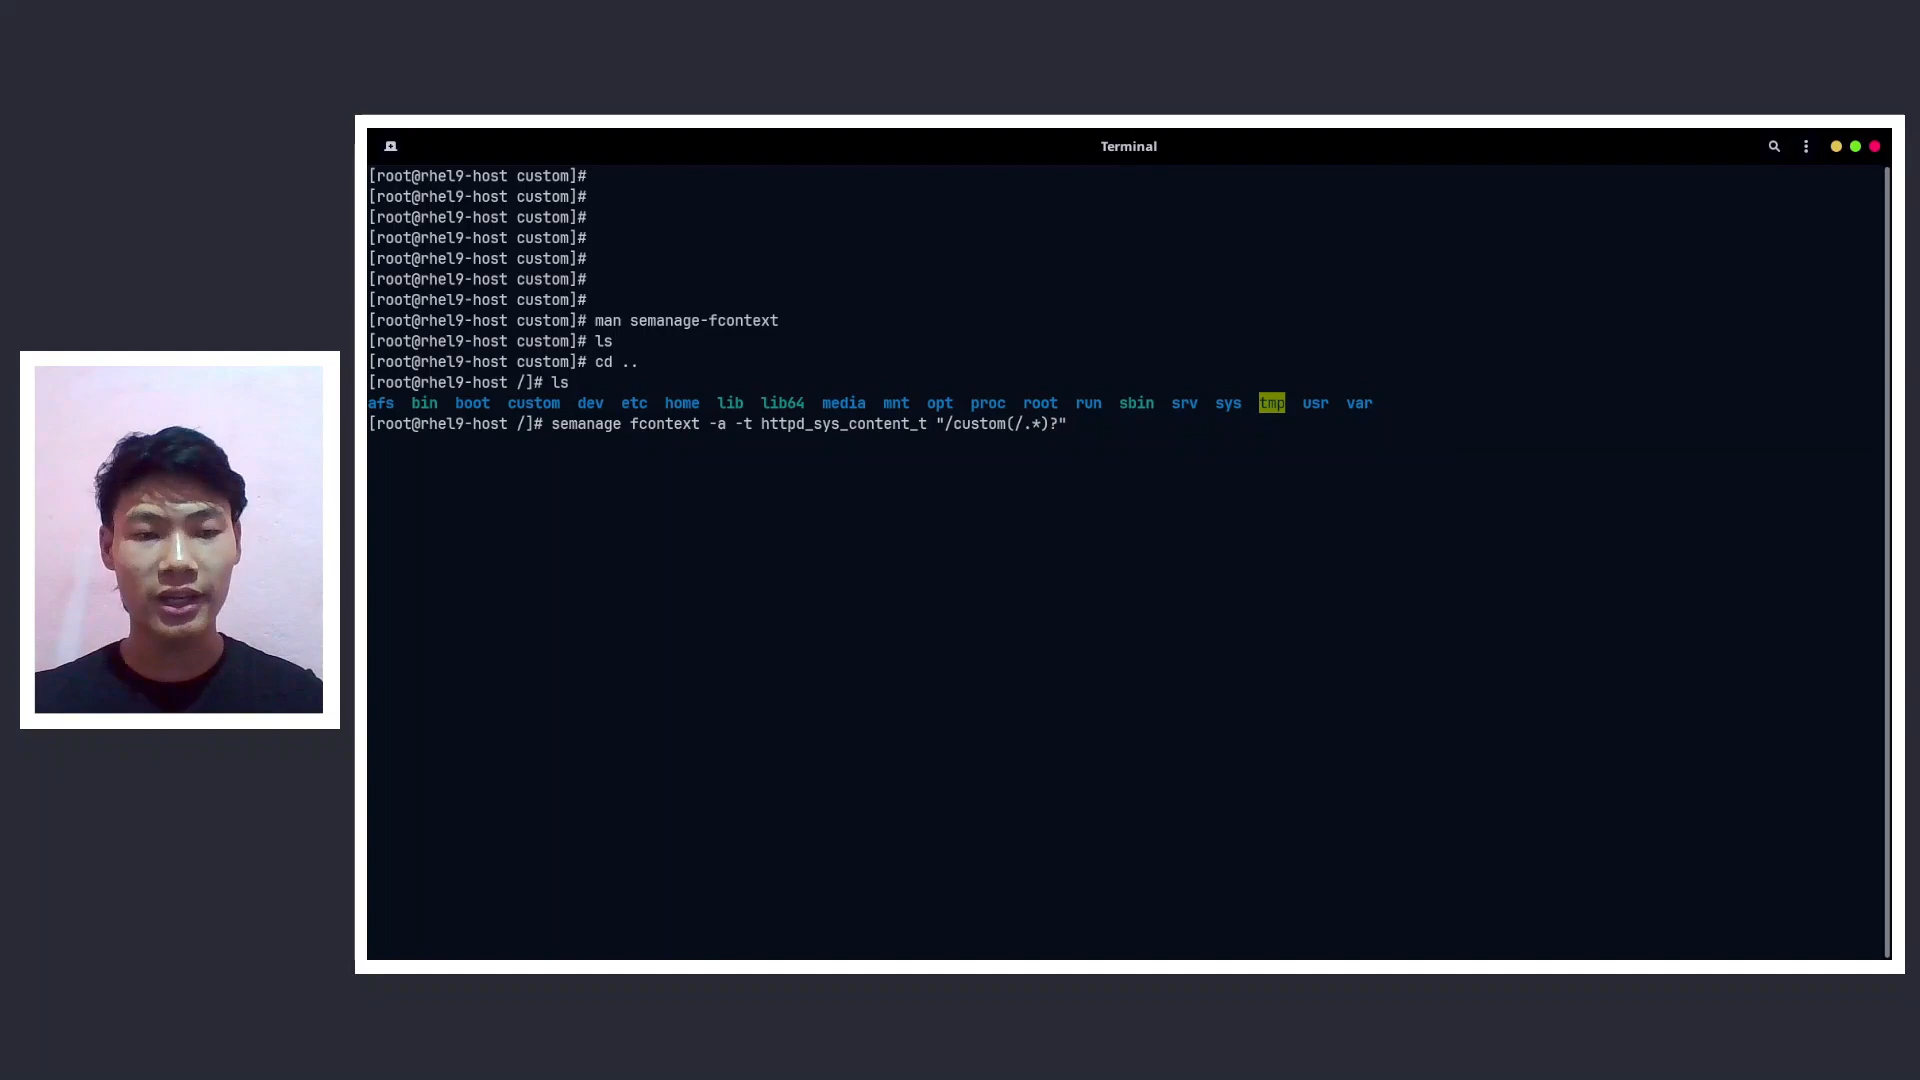 Terminal
[root@rhel9-host custom]#
[root@rhel9-host custom]#
[root@rhel9-host custom]#
[root@rhel9-host custom]#
[root@rhel9-host custom]#
[root@rhel9-host custom]#
[root@rhel9-host custom]#
[root@rhel9-host custom]# man semanage-fcontext
[root@rhel9-host custom]# ls
[root@rhel9-host custom]# cd ..
[root@rhel9-host /]# ls
afs bin boot custom dev etc home lib lib64 media mnt opt proc root run sbin srv sys tmp usr var
[root@rhel9-host /]# semanage fcontext -a -t httpd_sys_content_t "/custom(/.*)?"